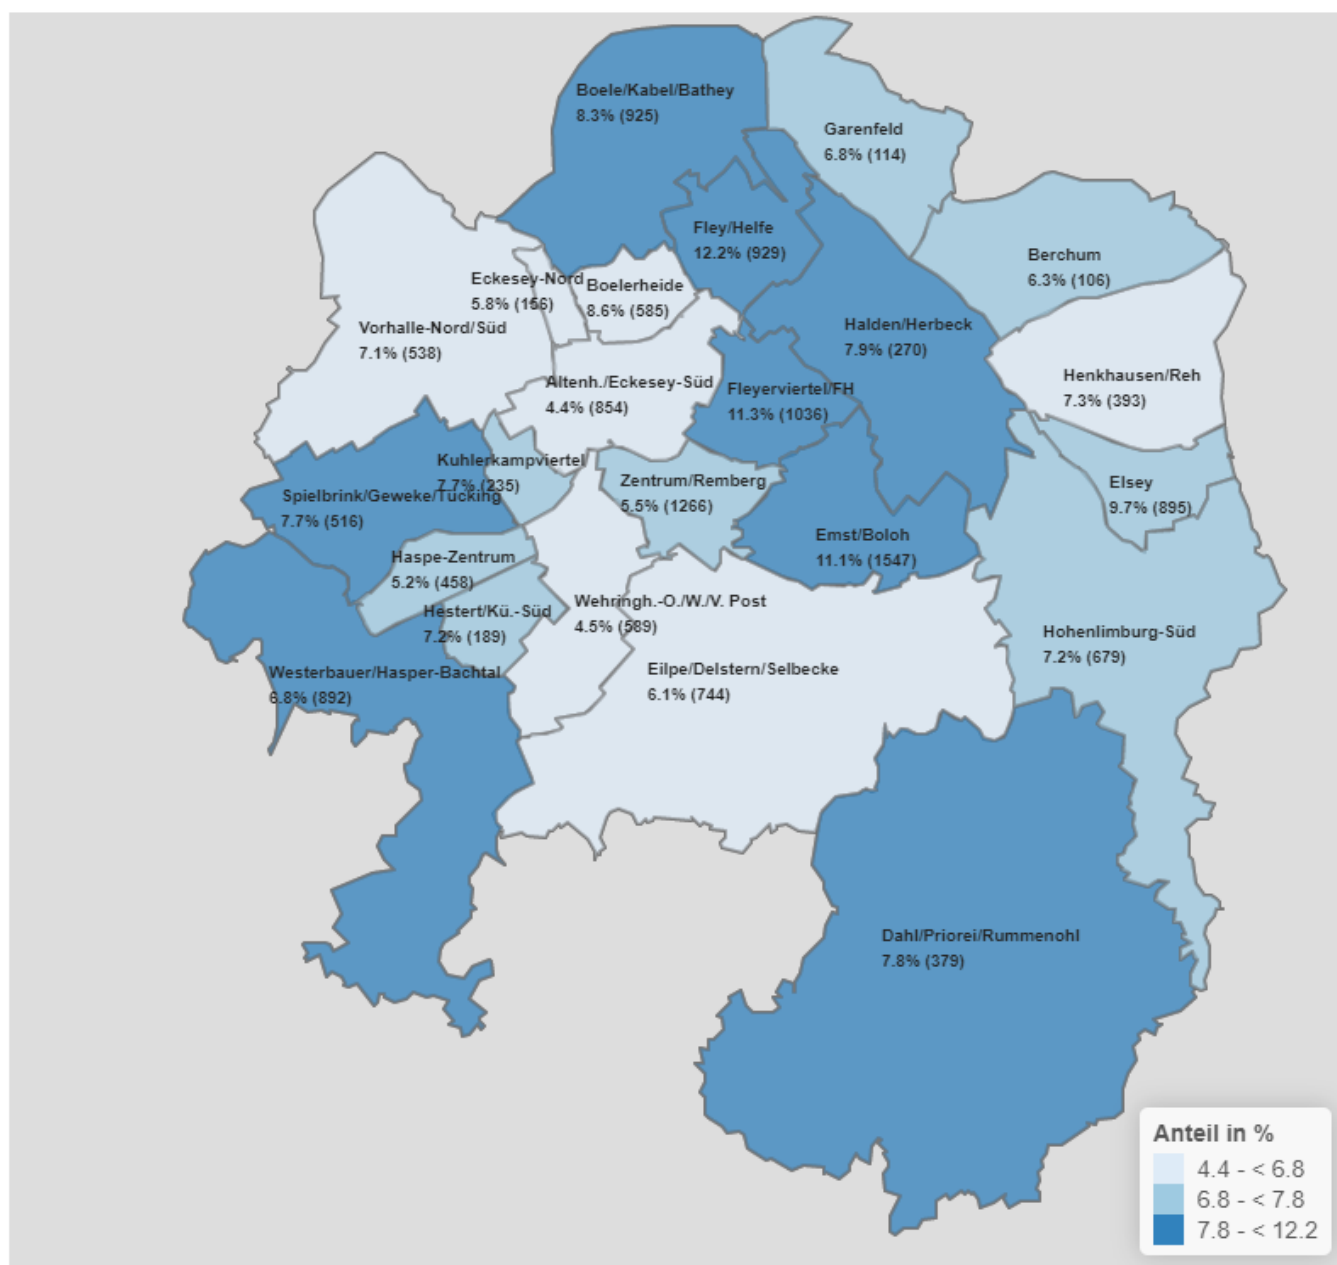 Boele/Kabel/Bathey
8.3% (925)
Garenfeld
6.8% (114)
Fley/Helfe
12.2% (929)
Berchum
6.3% (106)
Eckesey-Nord
5.8% (156)
Boelerheide
8.6% (585)
Vorhalle-Nord/Süd
7.1% (538)
Halden/Herbeck
7.9% (270)
Henkhausen/Reh
7.3% (393)
Altenh./Eckesey-Süd
4.4% (854)
Fleyerviertel/FH
11.3% (1036)
Kuhlerkampviertel
7.7% (235)
Spielbrink/Geweke/Tücking
7.7% (516)
Zentrum/Remberg
5.5% (1266)
Elsey
9.7% (895)
Emst/Boloh
11.1% (1547)
Haspe-Zentrum
5.2% (458)
Hestert/Kü.-Süd
7.2% (189)
Wehringh.-O./W./V. Post
4.5% (589)
Hohenlimburg-Süd
7.2% (679)
Westerbauer/Hasper-Bachtal
6.8% (892)
Eilpe/Delstern/Selbecke
6.1% (744)
Dahl/Priorei/Rummenohl
7.8% (379)
Anteil in %
4.4 - < 6.8
6.8 - < 7.8
7.8 - < 12.2